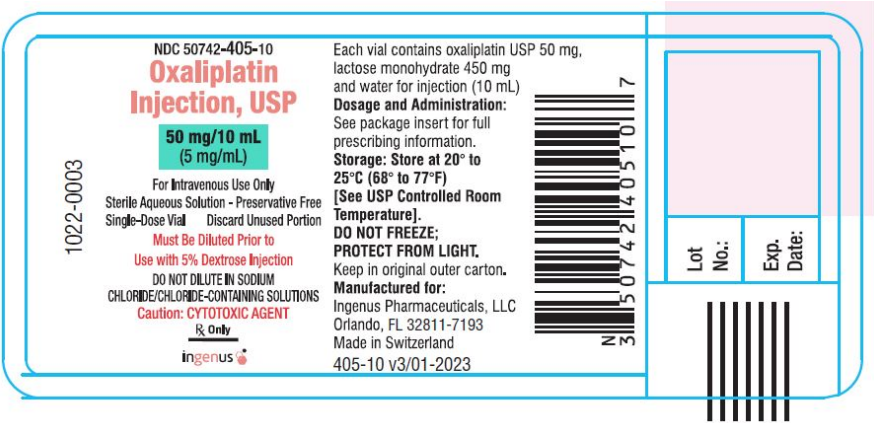 1022-0003
NDC 50742-405-10
Oxaliplatin
Injection, USP
50 mg/10 mL
(5 mg/mL)
For Intravenous Use Only
Sterile Aqueous Solution - Preservative Free
Single-Dose Vial Discard Unused Portion
Must Be Diluted Prior to
Use with 5% Dextrose Injection
DO NOT DILUTE IN SODIUM
CHLORIDE/CHLORIDE-CONTAINING SOLUTIONS
Caution: CYTOTOXIC AGENT
℞ Only
ingenus
Each vial contains oxaliplatin USP 50 mg,
lactose monohydrate 450 mg
and water for injection (10 mL)
Dosage and Administration:
See package insert for full
prescribing information.
Storage: Store at 20° to
25°C (68° to 77°F)
[See USP Controlled Room
Temperature].
DO NOT FREEZE;
PROTECT FROM LIGHT.
Keep in original outer carton.
Manufactured for:
Ingenus Pharmaceuticals, LLC
Orlando, FL 32811-7193
Made in Switzerland
405-10 v3/01-2023
N
3 50742 40510 7
Lot
No.:
Exp.
Date: